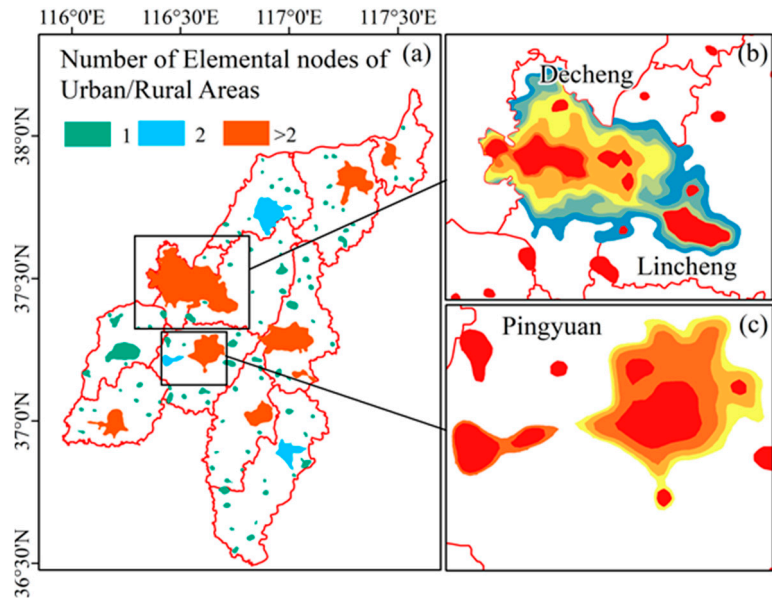 116°0'E 116°30'E 117°0'E 117°30'E
(a)
Number of Elemental nodes of
Urban/Rural Areas
1 2 >2
38°0'N
37°30'N
37°0'N
36°30'N
(b)
Decheng
Lincheng
(c)
Pingyuan